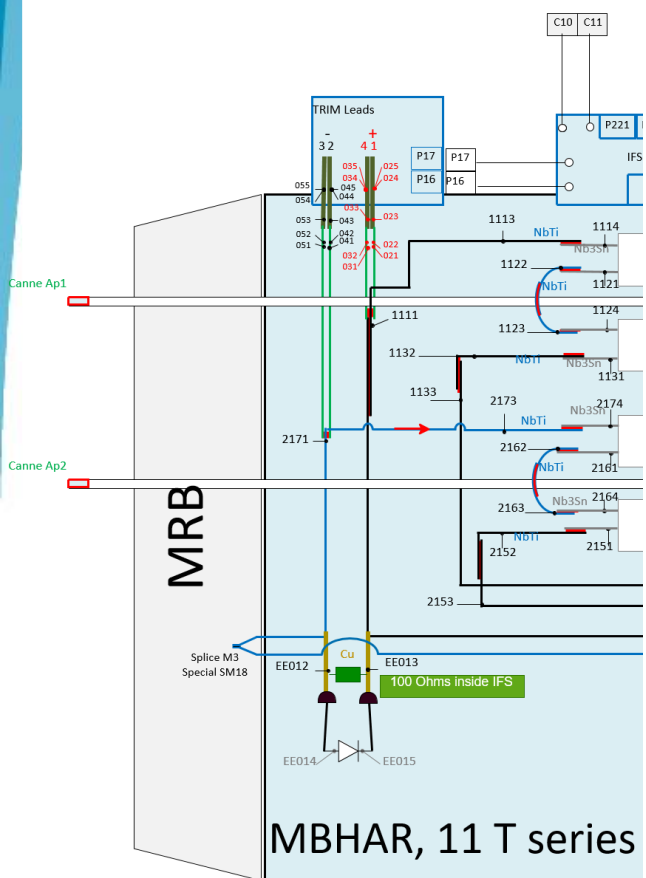 C10 C11
TRIM Leads
P221
- +
3 2 4 1
IFS
P17 P17
P16 P16
035 025
034 024
055 045
054 044
033
053 043 023
052 042
051 041
022
032 021
031
1113
1114
NbTi
Nb3Sn
1122
1121
NbTi
Canne Ap1
1124
1111
1123
1132
NbTi Nb3Sn
1131
1133
2173
2174
Nb3Sn
NbTi
2171
2162
2161
NbTi
Canne Ap2
2164
Nb3Sn
2163
MRB
NbTi
2152
2151
2153
Splice M3
Special SM18
Cu
EE012
EE013
100 Ohms inside IFS
EE014 EE015
MBHAR, 11 T series